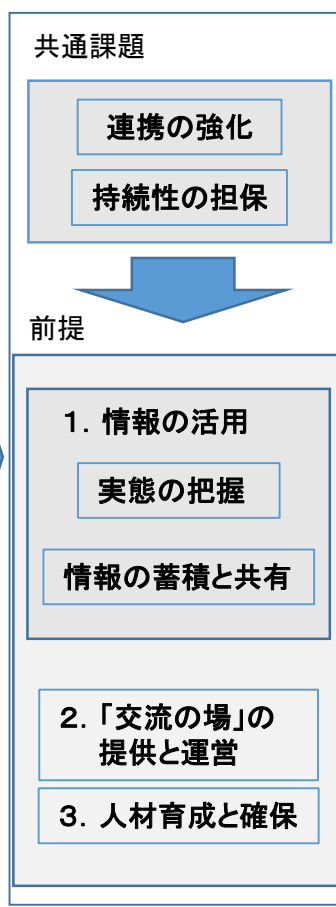 共通課題
連携の強化
持続性の担保
前提
１．情報の活用
実態の把握
情報の蓄積と共有
２．「交流の場」の
提供と運営
３．人材育成と確保